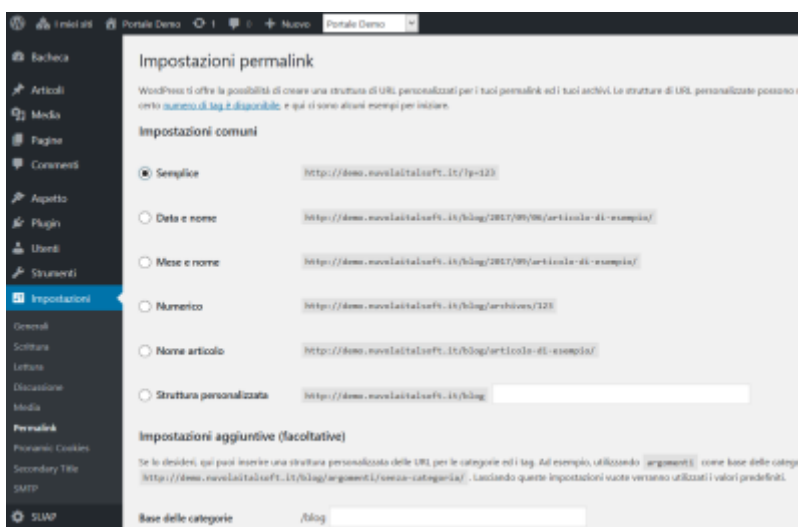 I miei siti Portale Demo 1 0 Nuovo Portale Demo
Bacheca
Articoli
Media
Pagine
Commenti
Aspetto
Plugin
Utenti
Strumenti
Impostazioni
Generali
Scrittura
Lettura
Discussione
Media
Permalink
Pronamic Cookies
Secondary Title
SMTP
SUAP
Impostazioni permalink
WordPress ti offre la possibilità di creare una struttura di URL personalizzati per i tuoi permalink ed i tuoi archivi. Le strutture di URL personalizzate possono
certo numero di tag è disponibile, e qui ci sono alcuni esempi per iniziare.
Impostazioni comuni
Semplice http://demo.nuvolaitalsoft.it/?p=123
Data e nome http://demo.nuvolaitalsoft.it/blog/2017/09/06/articolo-di-esempio/
Mese e nome http://demo.nuvolaitalsoft.it/blog/2017/09/articolo-di-esempio/
Numerico http://demo.nuvolaitalsoft.it/blog/archives/123
Nome articolo http://demo.nuvolaitalsoft.it/blog/articolo-di-esempio/
Struttura personalizzata http://demo.nuvolaitalsoft.it/blog
Impostazioni aggiuntive (facoltative)
Se lo desideri, qui puoi inserire una struttura personalizzata delle URL per le categorie ed i tag. Ad esempio, utilizzando argomenti come base delle categ
http://demo.nuvolaitalsoft.it/blog/argomenti/senza-categoria/ . Lasciando queste impostazioni vuote verranno utilizzati i valori predefiniti.
Base delle categorie /blog